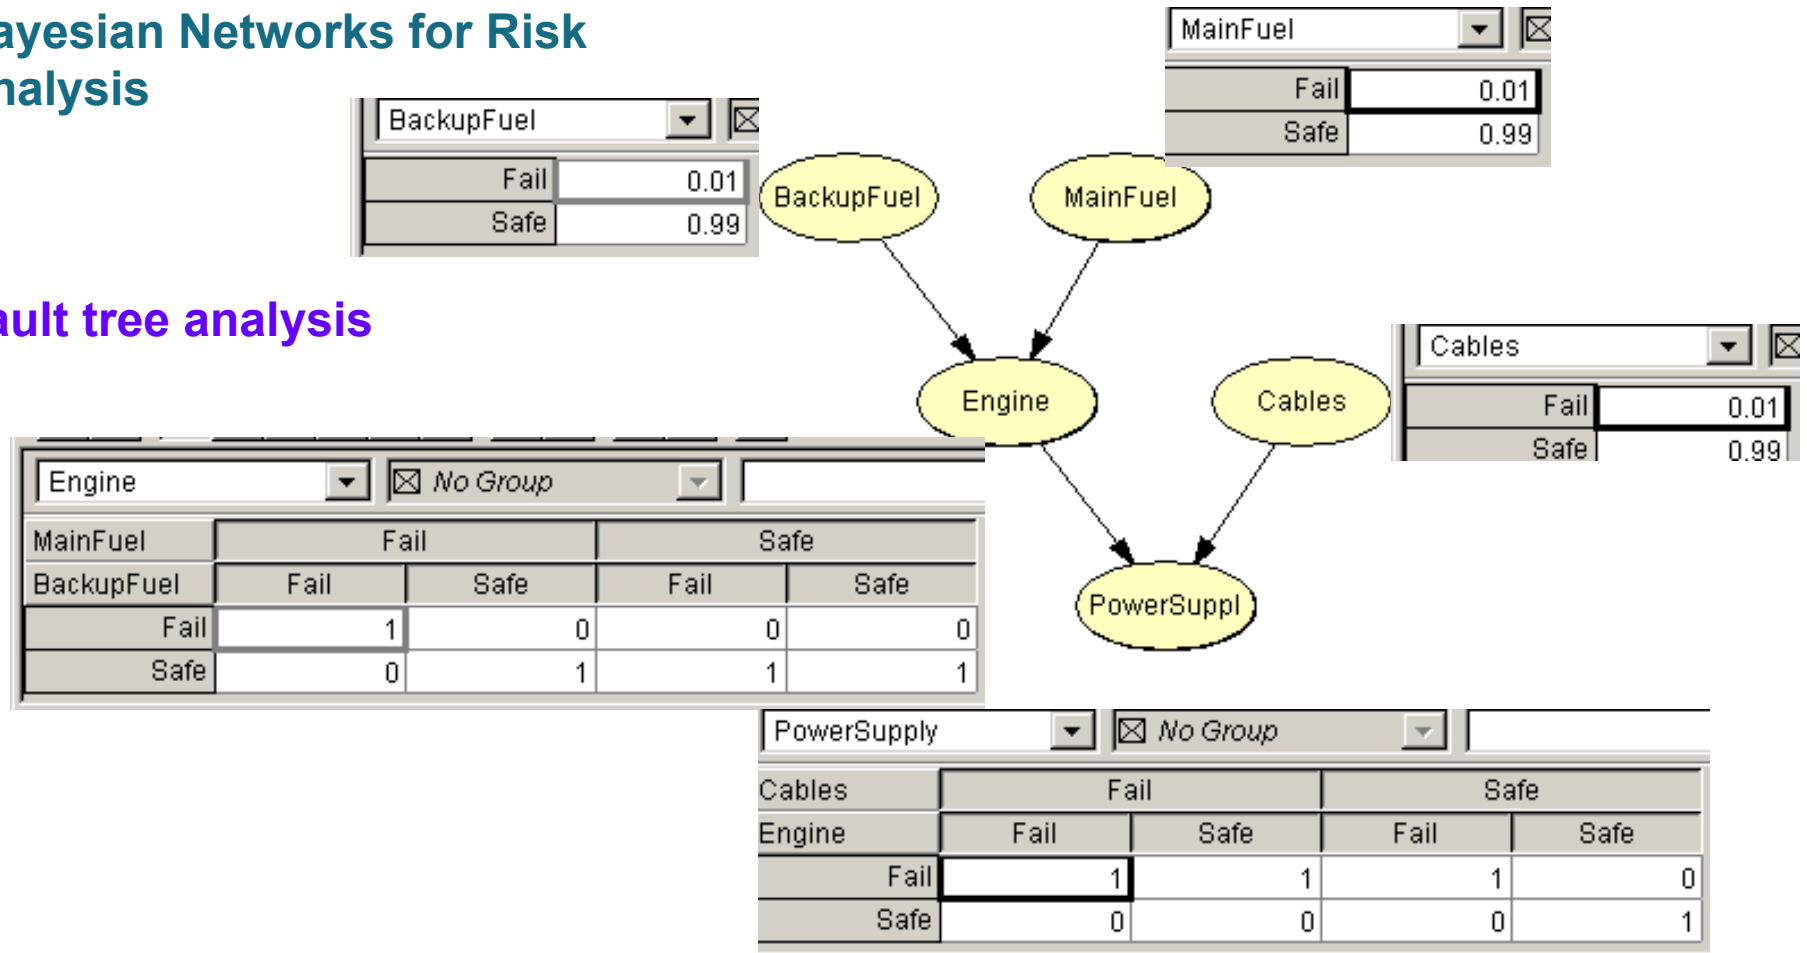 ayesian Networks for Risk
nalysis
MainFuel
Fail 0.01
Safe 0.99
BackupFuel
Fail 0.01
Safe 0.99
BackupFuel MainFuel
ault tree analysis
Cables
Fail 0.01
Safe 0.99
Engine Cables
Engine No Group
MainFuel Fail Safe
BackupFuel Fail Safe Fail Safe
Fail 1 0 0 0
Safe 0 1 1 1
PowerSuppl
PowerSupply No Group
Cables Fail Safe
Engine Fail Safe Fail Safe
Fail 1 1 1 0
Safe 0 0 0 1